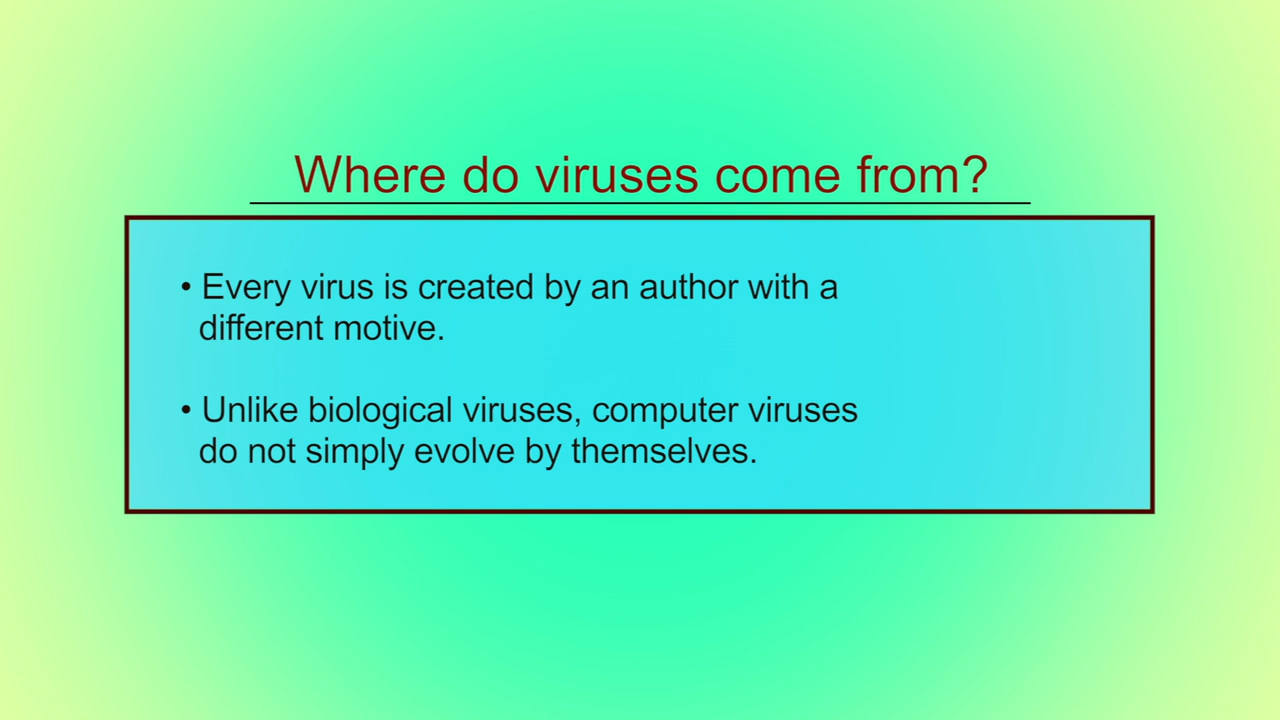 Where do viruses come from?
• Every virus is created by an author with a
different motive.
• Unlike biological viruses, computer viruses
do not simply evolve by themselves.